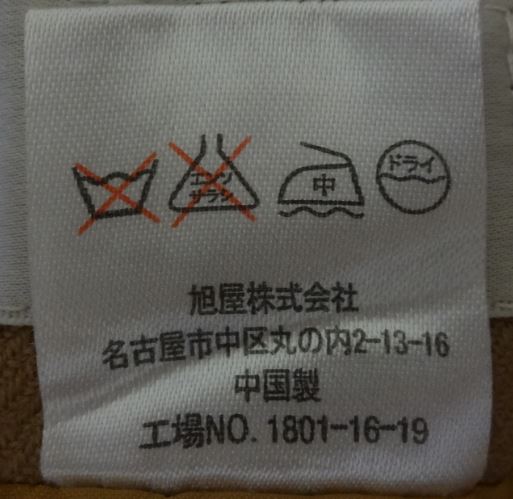 エンソサラシ 中 ドライ
旭屋株式会社
名古屋市中区丸の内2-13-16
中国製
工場NO. 1801-16-19